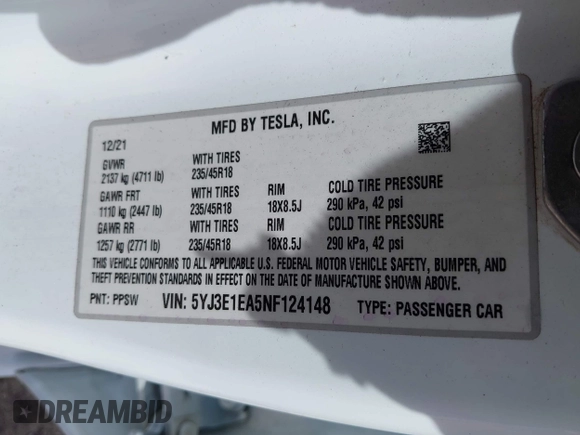 MFD BY TESLA, INC.
12/21
GVWR WITH TIRES
2137 kg (4711 lb) 235/45R18
GAWR FRT WITH TIRES RIM COLD TIRE PRESSURE
1110 kg (2447 lb) 235/45R18 18X8.5J 290 kPa, 42 psi
GAWR RR WITH TIRES RIM COLD TIRE PRESSURE
1257 kg (2771 lb) 235/45R18 18X8.5J 290 kPa, 42 psi
THIS VEHICLE CONFORMS TO ALL APPLICABLE U.S. FEDERAL MOTOR VEHICLE SAFETY, BUMPER, AND
THEFT PREVENTION STANDARDS IN EFFECT ON THE DATE OF MANUFACTURE SHOWN ABOVE.
PNT: PPSW VIN: 5YJ3E1EA5NF124148 TYPE: PASSENGER CAR
DREAMBID